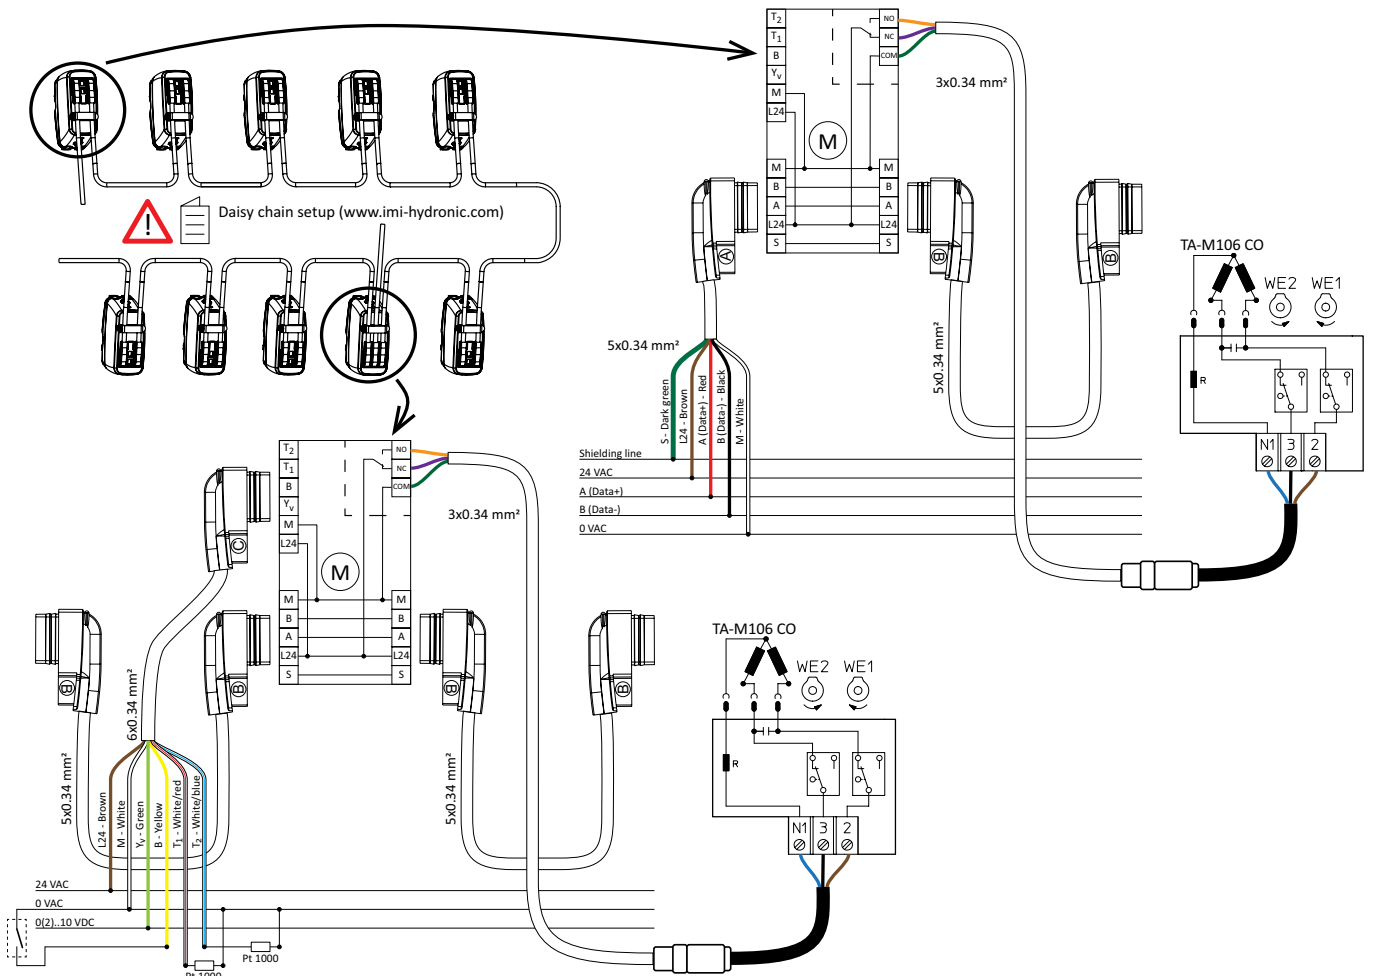 T2
T1
B
Yv
M
L24
NO
NC
COM
3x0.34 mm²
M
M
B
A
L24
S
M
B
A
L24
S
Daisy chain setup (www.imi-hydronic.com)
A
B
B
5x0.34 mm²
5x0.34 mm²
S - Dark green
L24 - Brown
A (Data+) - Red
B (Data-) - Black
M - White
Shielding line
24 VAC
A (Data+)
B (Data-)
0 VAC
TA-M106 CO
WE2
WE1
R
N1
3
2
T2
T1
B
Yv
M
L24
NO
NC
COM
3x0.34 mm²
M
M
B
A
L24
S
M
B
A
L24
S
C
B
B
B
B
6x0.34 mm²
5x0.34 mm²
5x0.34 mm²
L24 - Brown
M - White
Yv - Green
B - Yellow
T1 - White/red
T2 - White/blue
24 VAC
0 VAC
0(2)..10 VDC
Pt 1000
Pt 1000
TA-M106 CO
WE2
WE1
R
N1
3
2